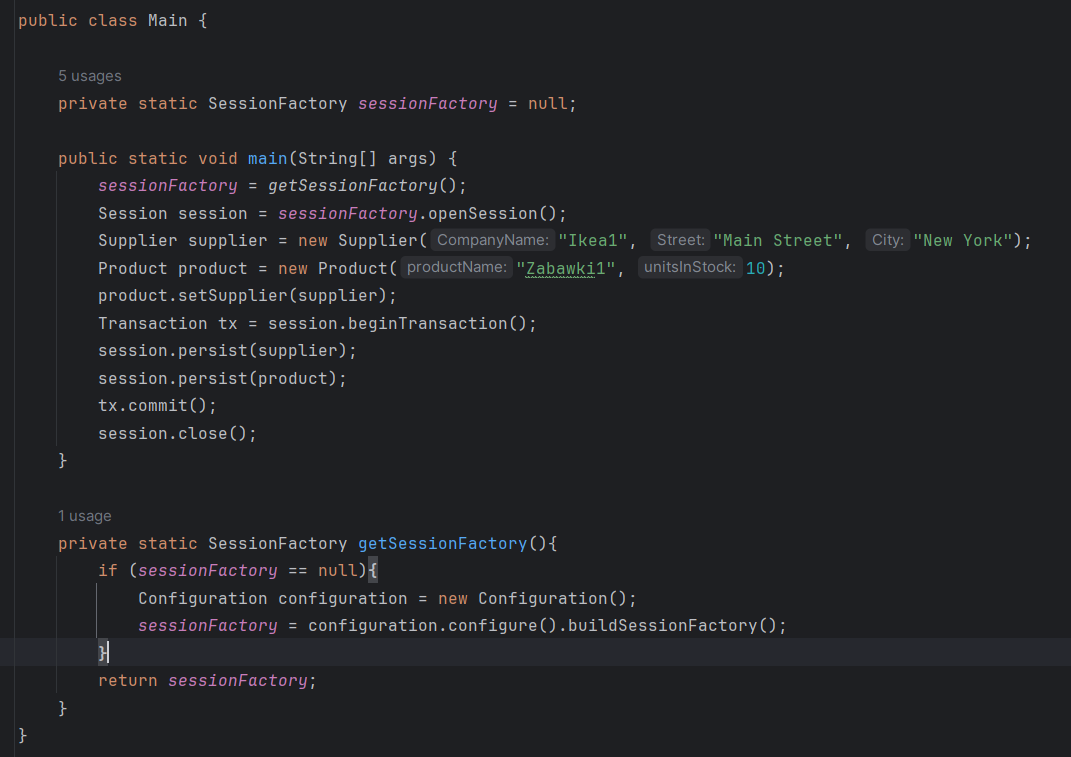 public class Main {
5 usages
private static SessionFactory sessionFactory = null;
public static void main(String[] args) {
sessionFactory = getSessionFactory();
Session session = sessionFactory.openSession();
Supplier supplier = new Supplier( CompanyName: "Ikea1", Street: "Main Street", City: "New York");
Product product = new Product( productName: "Zabawki1", unitsInStock: 10);
product.setSupplier(supplier);
Transaction tx = session.beginTransaction();
session.persist(supplier);
session.persist(product);
tx.commit();
session.close();
}
1 usage
private static SessionFactory getSessionFactory(){
if (sessionFactory == null){
Configuration configuration = new Configuration();
sessionFactory = configuration.configure().buildSessionFactory();
}
return sessionFactory;
}
}